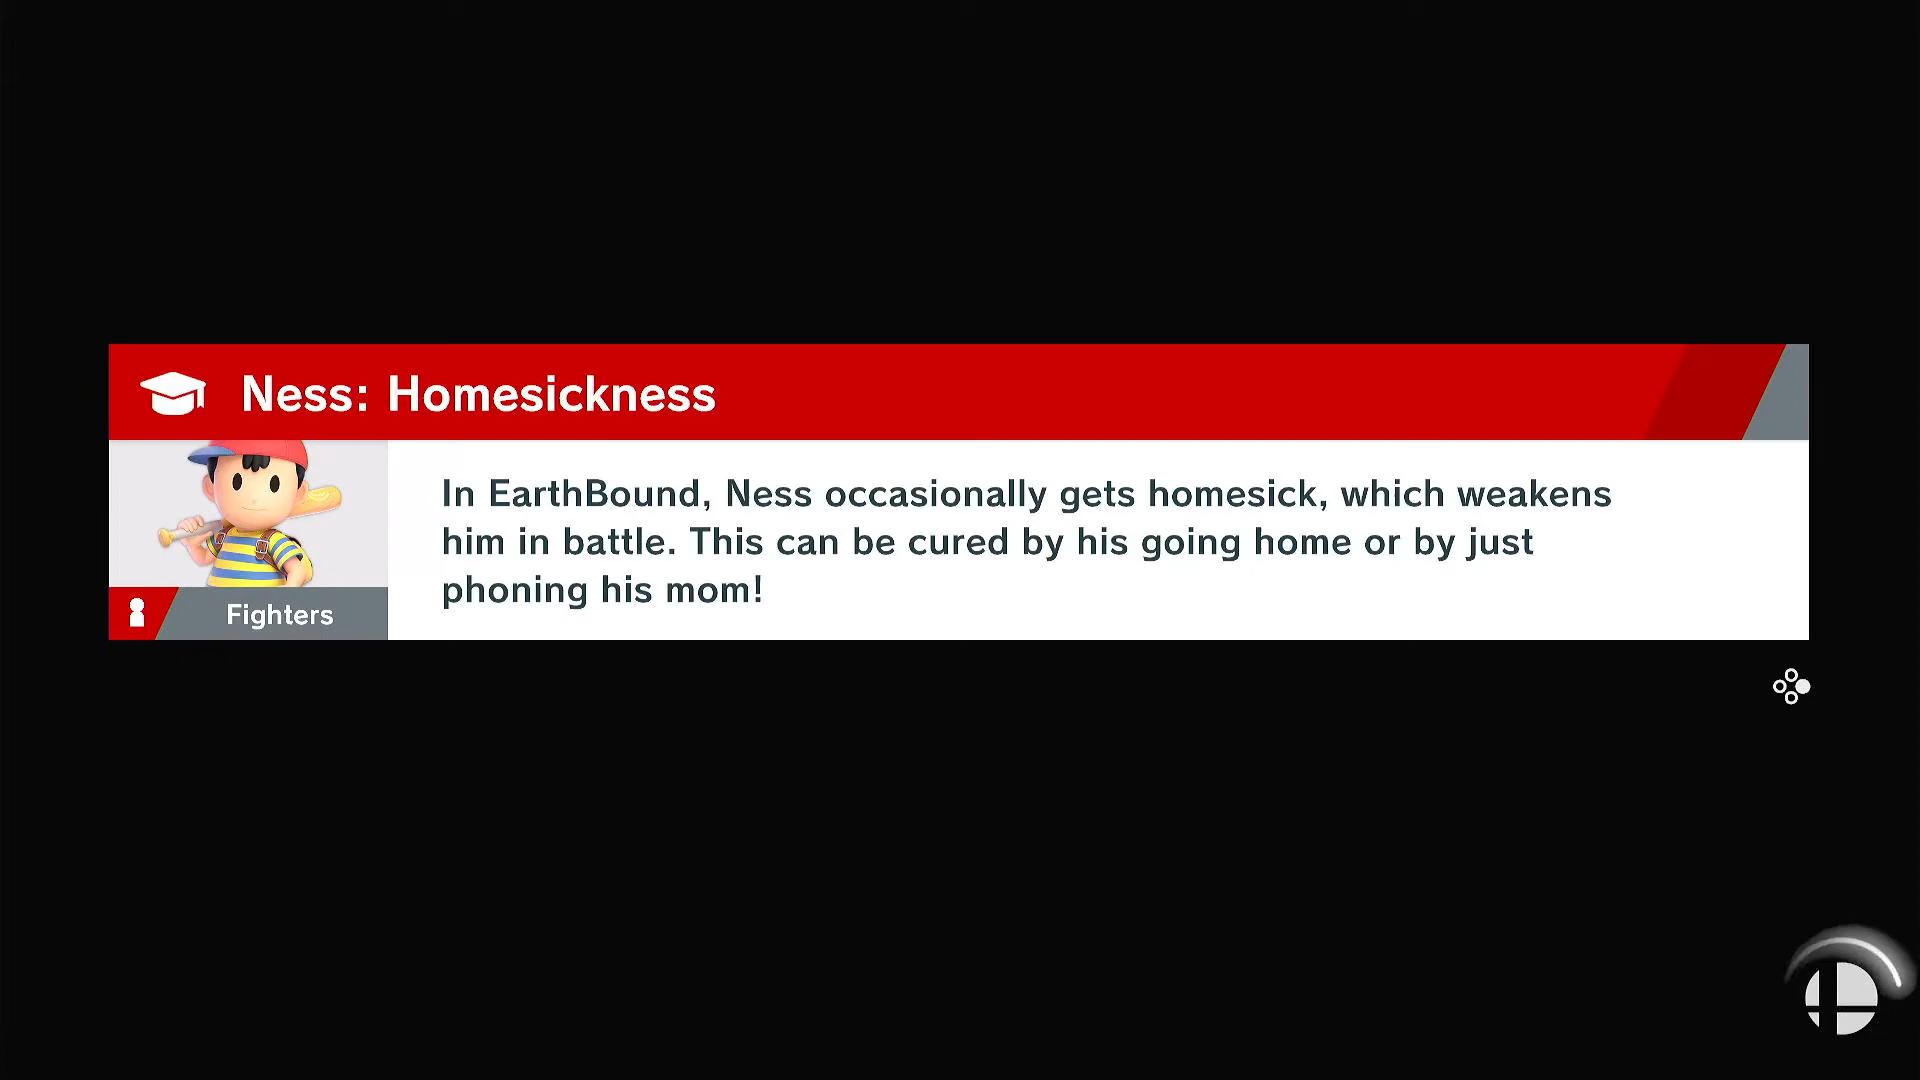 Ness: Homesickness
In EarthBound, Ness occasionally gets homesick, which weakens
him in battle. This can be cured by his going home or by just
phoning his mom!
Fighters